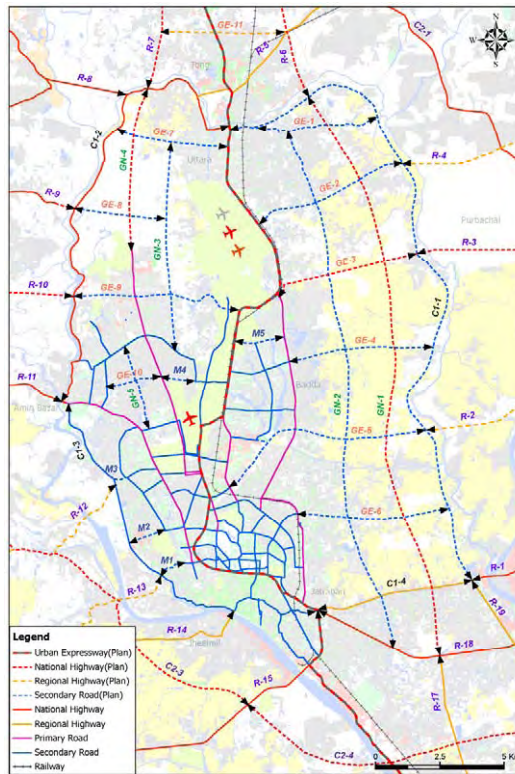 C2-1
N
W E
S
GE-11
R-7
R-5
R-6
Tongi
R-8
C1-2
GE-7
GE-1
GN-4
Uttara
GE-2
R-4
R-9
GE-8
GN-3
Purbachal
R-3
GE-3
R-10
GE-9
C1-1
M5
GE-4
R-11
GE-10
M4
Badda
GN-5
GN-2
GN-1
Amin Bazar
R-2
GE-5
C1-3
M3
R-12
GE-6
M2
M1
R-1
R-13
C1-4
R-19
R-14
R-18
C2-3
R-15
R-17
C2-4
Legend
Urban Expressway(Plan)
National Highway(Plan)
Regional Highway(Plan)
Secondary Road(Plan)
National Highway
Regional Highway
Primary Road
Secondary Road
Railway
0 2.5 5 K